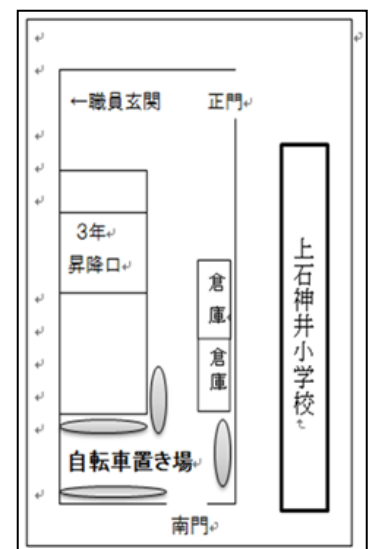 ←職員玄関 正門
3年
昇降口
倉庫
倉庫
上石神井小学校
自転車置き場
南門